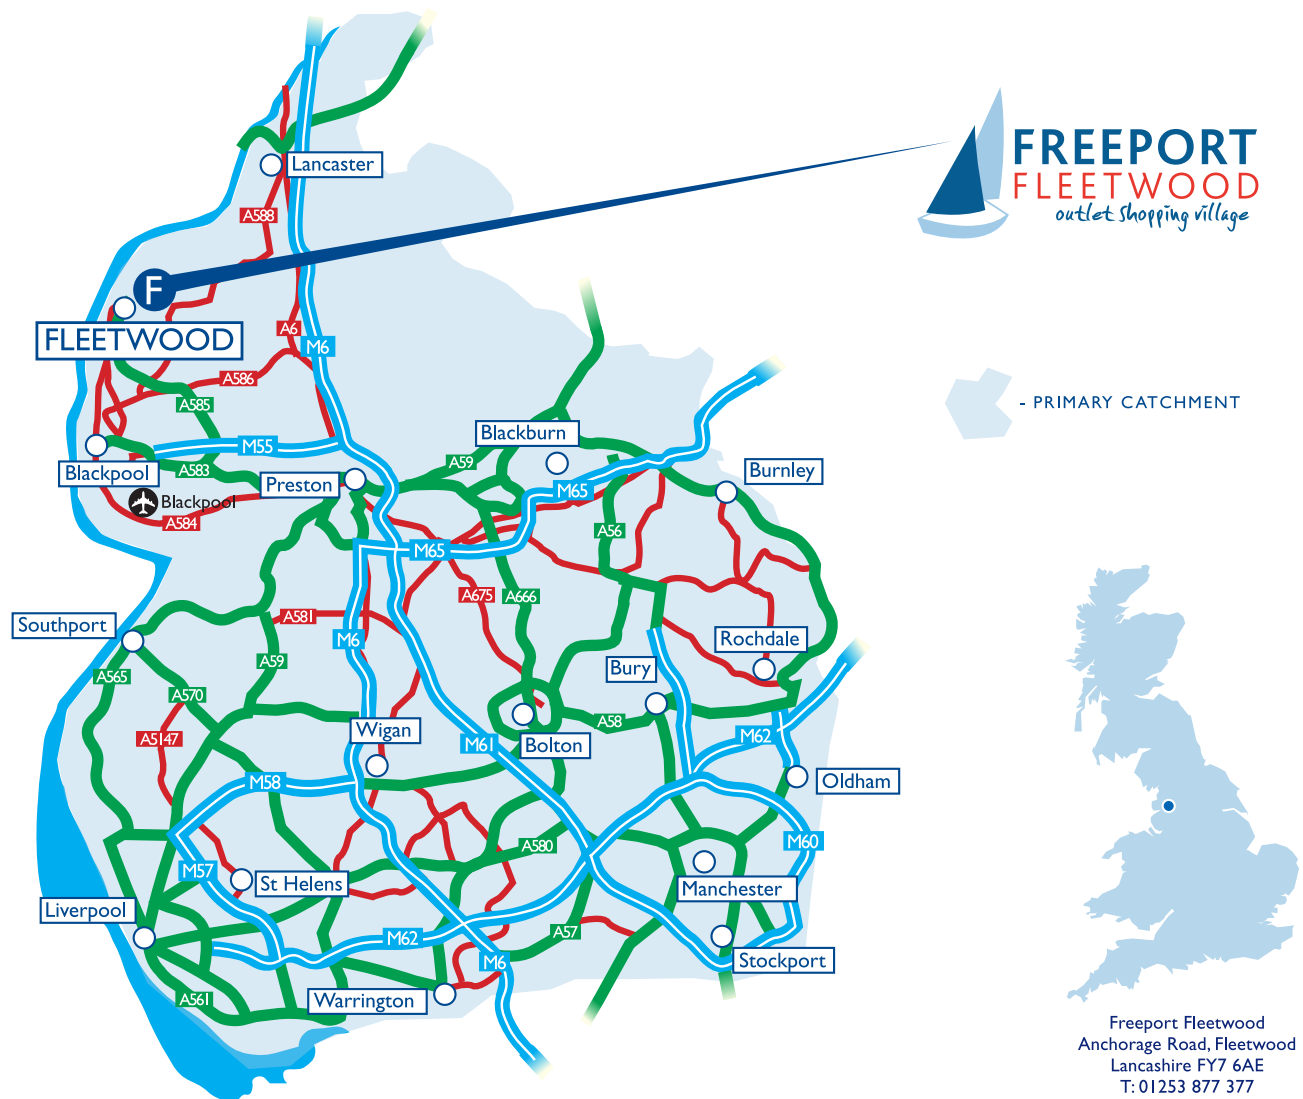 Lancaster
FREEPORT
FLEETWOOD
outlet shopping village
A588
F
FLEETWOOD
A6
M6
A586
A585
- PRIMARY CATCHMENT
Blackburn
M55
A59
Blackpool
A583
Preston
Burnley
M65
Blackpool
A584
A56
M65
A675
A666
Southport
A581
M6
Rochdale
A59
Bury
A565
A570
A58
Wigan
A5147
M61
Bolton
M62
M58
Oldham
A580
M60
M57
St Helens
Manchester
Liverpool
M62
A57
M6
Stockport
A561
Warrington
Freeport Fleetwood
Anchorage Road, Fleetwood
Lancashire FY7 6AE
T: 01253 877 377